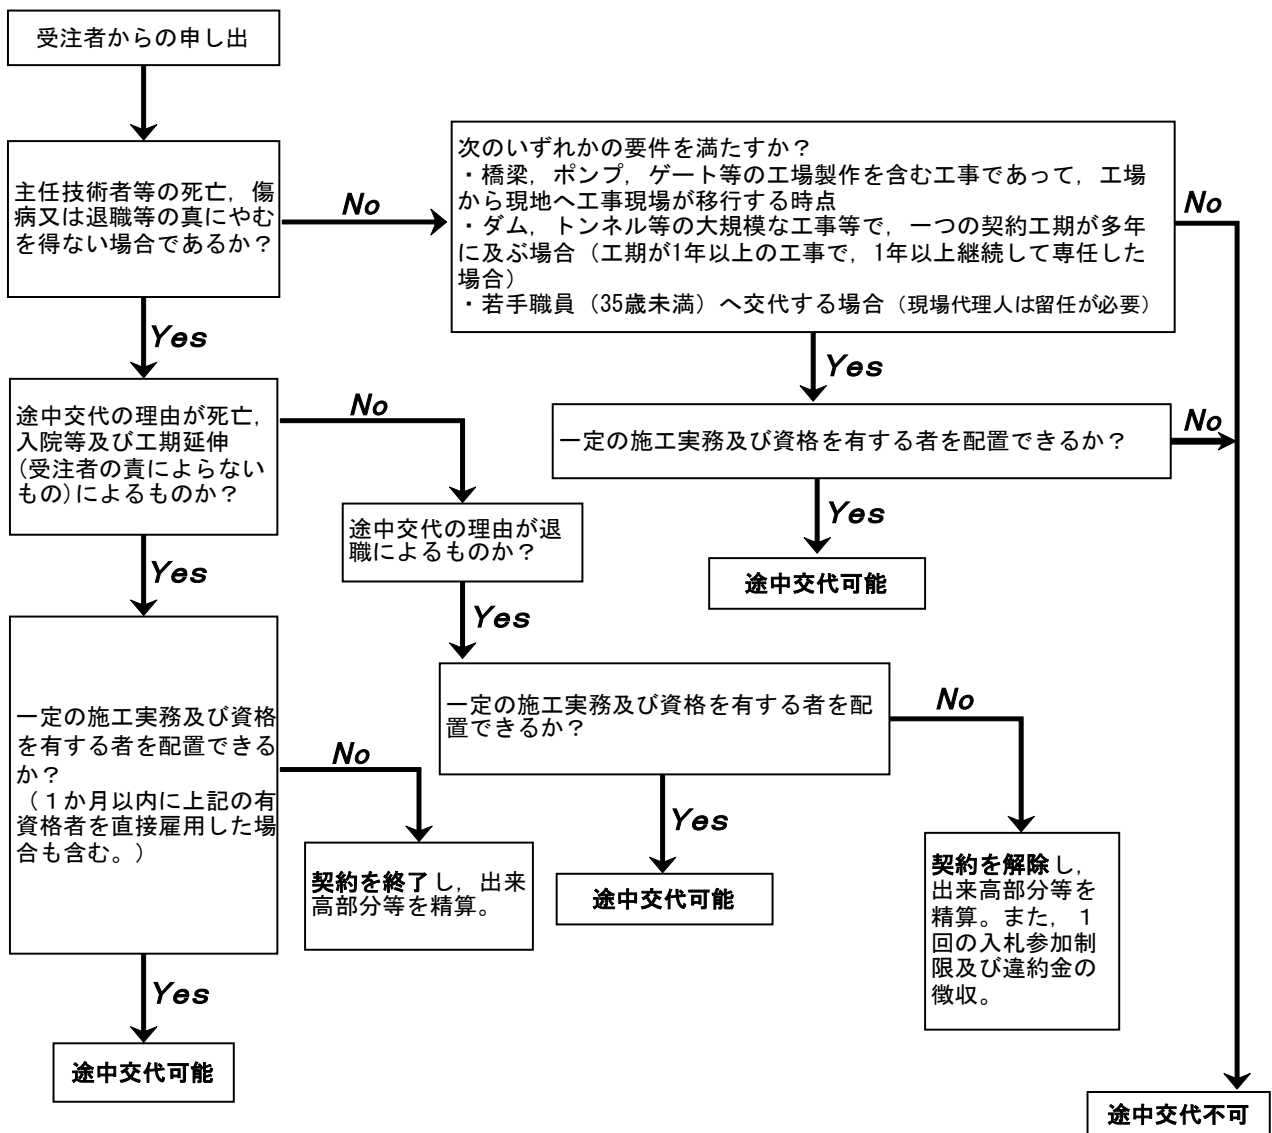 受注者からの申し出
主任技術者等の死亡，傷
病又は退職等の真にやむ
を得ない場合であるか？
No
次のいずれかの要件を満たすか？
・橋梁，ポンプ，ゲート等の工場製作を含む工事であって，工場
から現地へ工事現場が移行する時点
・ダム，トンネル等の大規模な工事等で，一つの契約工期が多年
に及ぶ場合（工期が1年以上の工事で，1年以上継続して専任した
場合）
・若手職員（35歳未満）へ交代する場合（現場代理人は留任が必要）
No
Yes
Yes
途中交代の理由が死亡，
入院等及び工期延伸
(受注者の責によらない
もの)によるものか？
No
一定の施工実務及び資格を有する者を配置できるか？
No
Yes
途中交代の理由が退
職によるものか？
Yes
途中交代可能
Yes
一定の施工実務及び資格
を有する者を配置できる
か？
（１か月以内に上記の有
資格者を直接雇用した場
合も含む。）
No
一定の施工実務及び資格を有する者を配
置できるか？
No
Yes
契約を終了し，出来
高部分等を精算。
途中交代可能
契約を解除し，
出来高部分等を
精算。また，１
回の入札参加制
限及び違約金の
徴収。
Yes
途中交代可能
途中交代不可